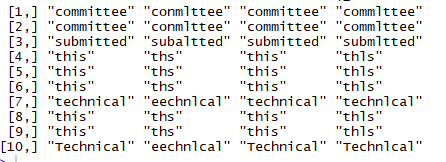 [1,] "committee" "conmlttee" "committee" "commlttee"
[2,] "committee" "conmlttee" "committee" "commlttee"
[3,] "submitted" "subaltted" "submitted" "submltted"
[4,] "this" "ths" "this" "thls"
[5,] "this" "ths" "this" "thls"
[6,] "this" "ths" "this" "thls"
[7,] "technical" "eechnlcal" "technical" "technlcal"
[8,] "this" "ths" "this" "thls"
[9,] "this" "ths" "this" "thls"
[10,] "Technical" "eechnlcal" "Technical" "Technlcal"